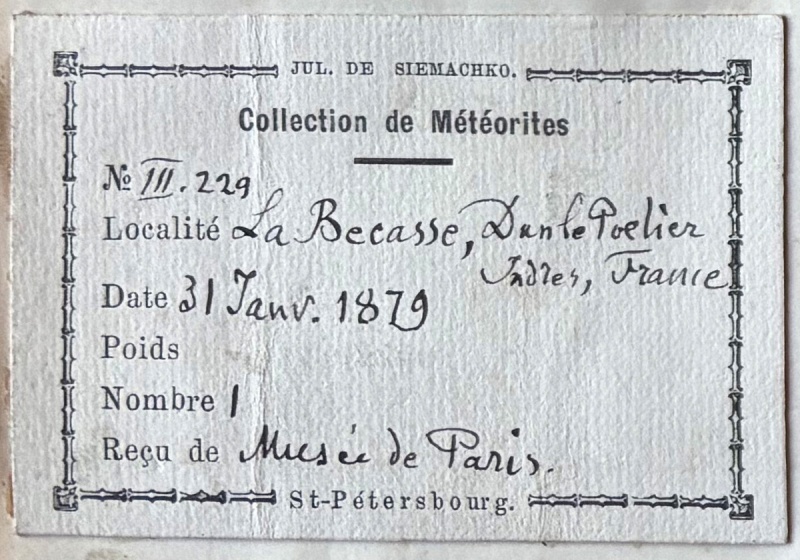 JUL. DE SIEMACHKO.
Collection de Météorites
№ III. 229
Localité La Becasse, Dun le Poelier
Indres, France
Date 31 Janv. 1879
Poids
Nombre 1
Reçu de Musée de Paris.
St-Pétersbourg.